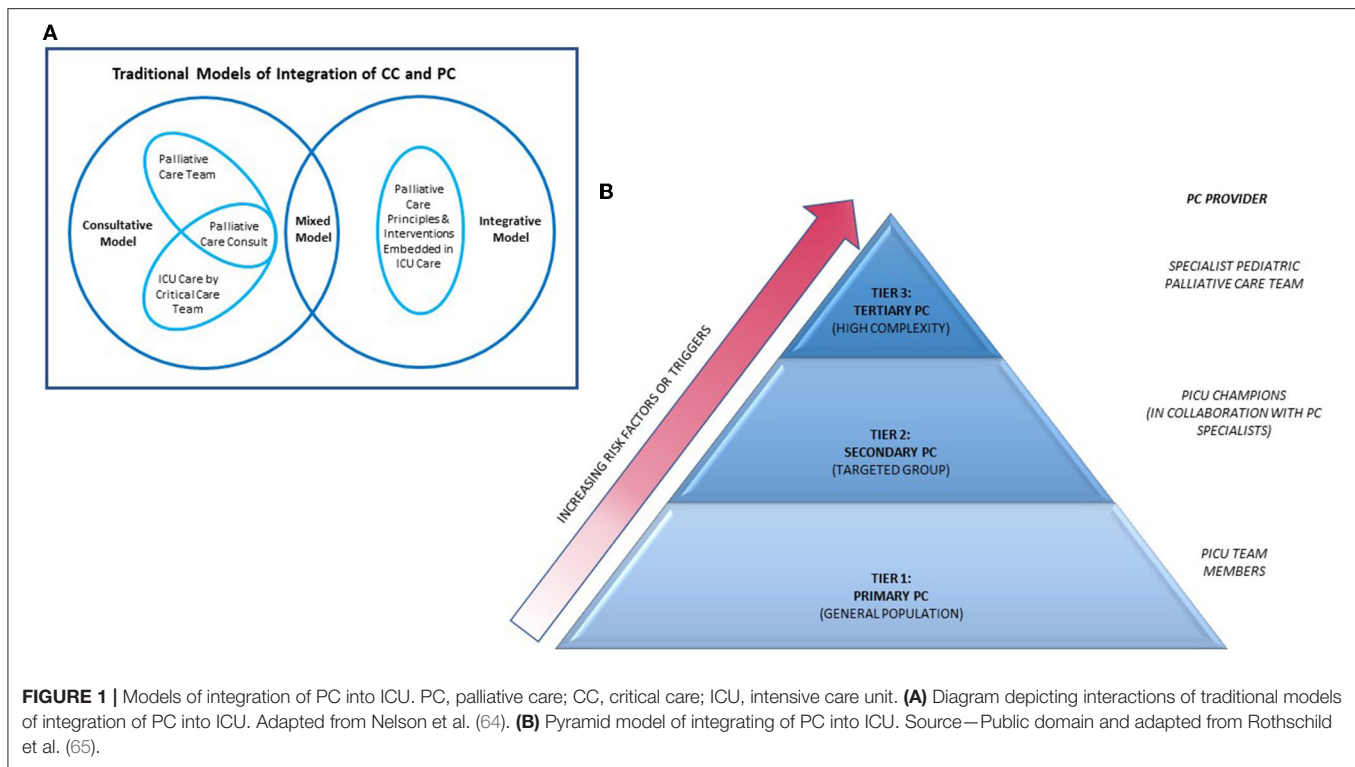 A
Traditional Models of Integration of CC and PC
Palliative
Care Team
Consultative
Model
Palliative
Care Consult
ICU Care by
Critical Care
Team
Mixed
Model
Palliative
Care
Principles &
Interventions
Embedded in
ICU Care
Integrative
Model
B
INCREASING RISK FACTORS OR TRIGGERS
PC PROVIDER
TIER 3:
TERTIARY PC
(HIGH COMPLEXITY)
SPECIALIST PEDIATRIC
PALLIATIVE CARE TEAM
TIER 2:
SECONDARY PC
(TARGETED GROUP)
PICU CHAMPIONS
(IN COLLABORATION WITH PC
SPECIALISTS)
TIER 1:
PRIMARY PC
(GENERAL POPULATION)
PICU TEAM
MEMBERS
FIGURE 1 | Models of integration of PC into ICU. PC, palliative care; CC, critical care; ICU, intensive care unit. (A) Diagram depicting interactions of traditional models
of integration of PC into ICU. Adapted from Nelson et al. (64). (B) Pyramid model of integrating of PC into ICU. Source—Public domain and adapted from Rothschild
et al. (65).